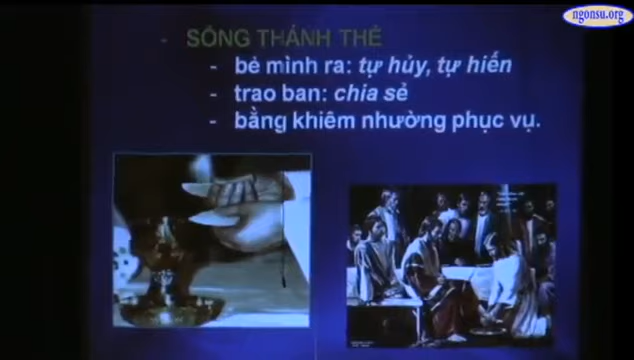 ngonsu.org
- SỐNG THÁNH THỂ
- bẻ mình ra: tự hủy, tự hiến
- trao ban: chia sẻ
- bằng khiêm nhường phục vụ.